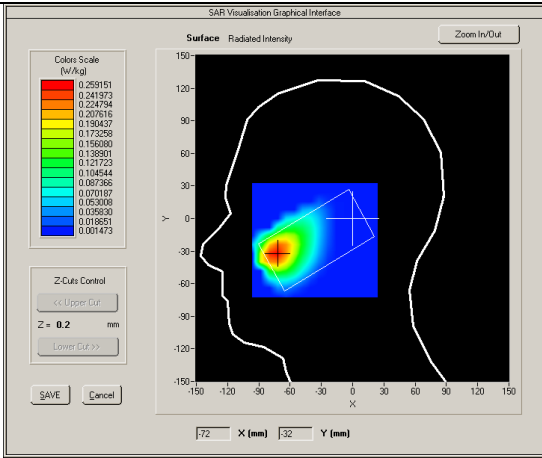 SAR Visualisation Graphical Interface
Surface Radiated Intensity
Zoom In/Out
Colors Scale
(W/kg)
0.259151
0.241973
0.224794
0.207616
0.190437
0.173258
0.156080
0.138901
0.121723
0.104544
0.087366
0.070187
0.053008
0.035830
0.018651
0.001473
Z-Cuts Control
<< Upper Cut
Z = 0.2 mm
Lower Cut >>
SAVE Cancel
150
120
90
60
30
0
-30
-60
-90
-120
-150
Y
-150 -120 -90 -60 -30 0 30 60 90 120 150
X
-72 X (mm) -32 Y (mm)